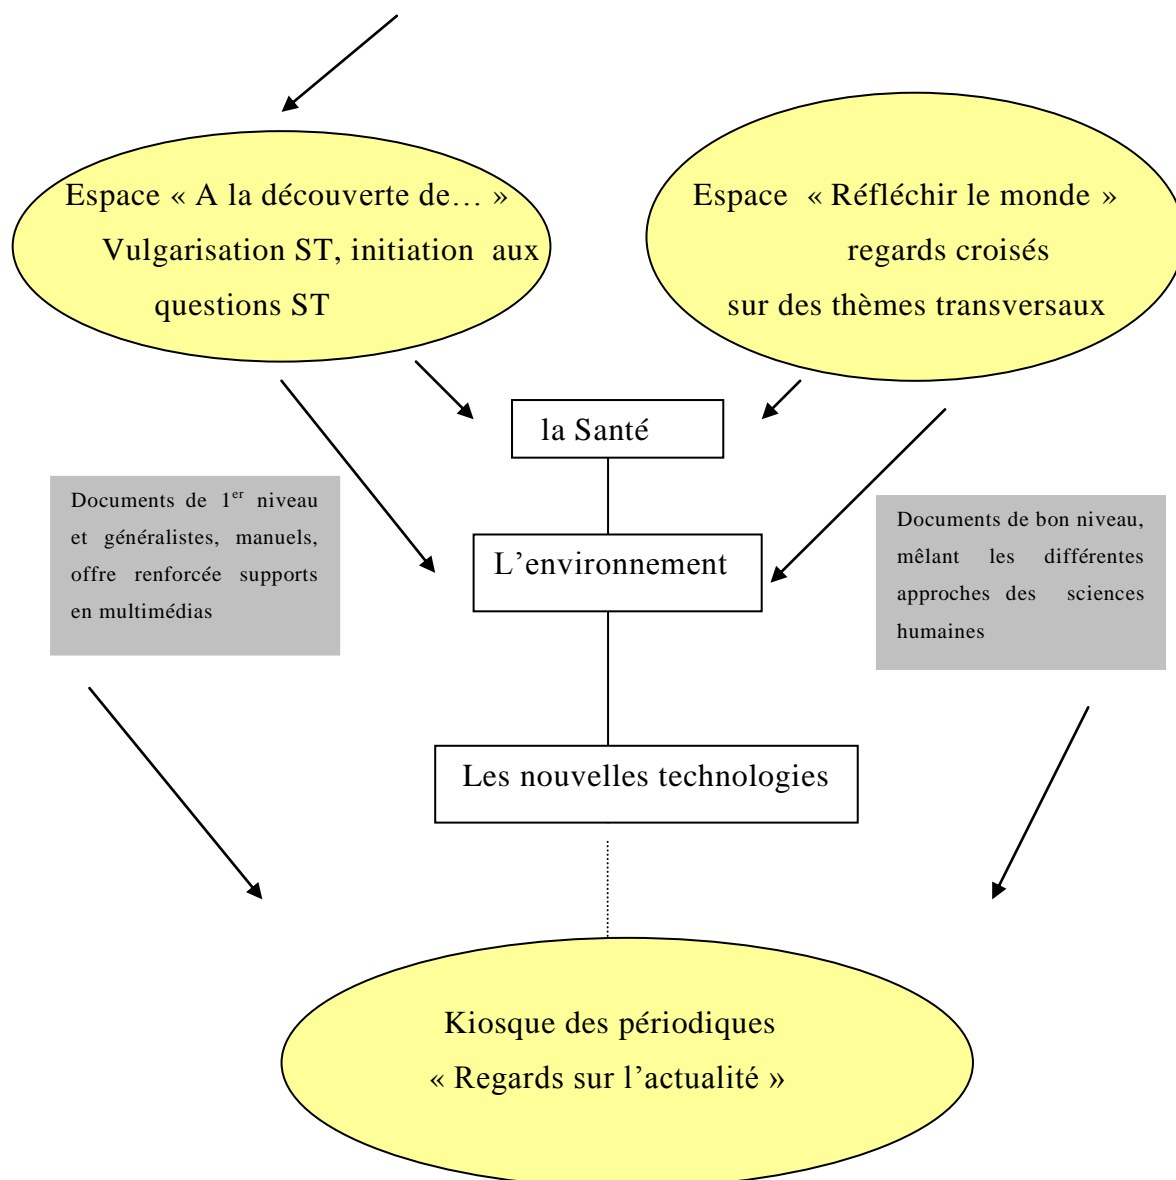 Espace « A la découverte de… »
Vulgarisation ST, initiation aux
questions ST
Espace « Réfléchir le monde »
regards croisés
sur des thèmes transversaux
la Santé
Documents de 1er niveau
et généralistes, manuels,
offre renforcée supports
en multimédias
L’environnement
Documents de bon niveau,
mêlant les différentes
approches des sciences
humaines
Les nouvelles technologies
Kiosque des périodiques
« Regards sur l’actualité »